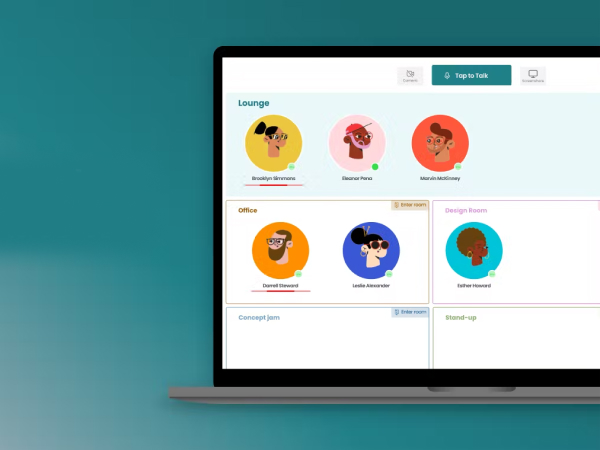 Camera
Tap to Talk
Screenshare
Lounge
Brooklyn Simmons
Eleanor Pena
Marvin McKinney
Office
Enter room
Design Room
Darrell Steward
Leslie Alexander
Esther Howard
Concept jam
Enter room
Stand-up